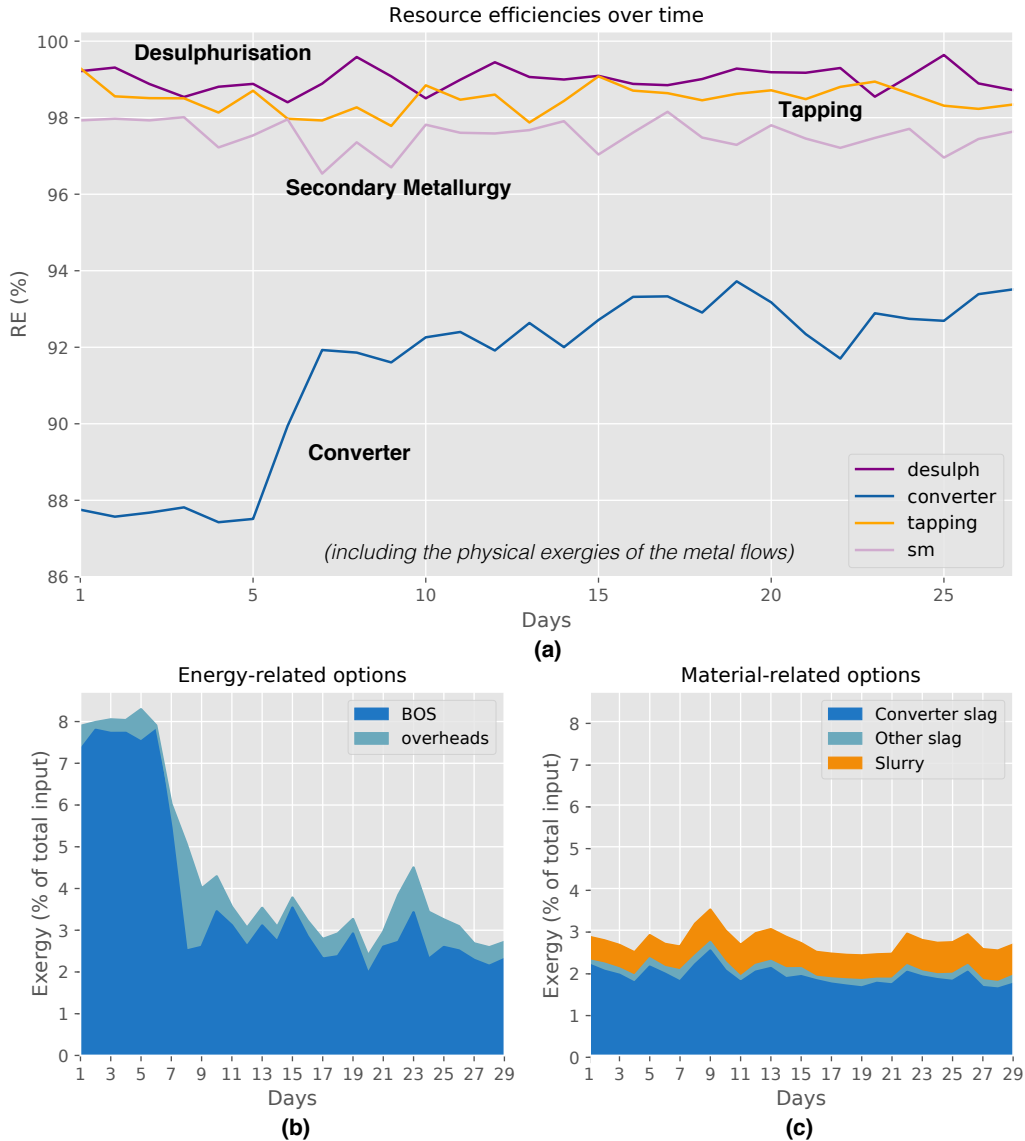 Resource efficiencies over time
100
98
96
94
92
90
88
86
RE (%)
Desulphurisation
Tapping
Secondary Metallurgy
Converter
(including the physical exergies of the metal flows)
desulph
converter
tapping
sm
1 5 10 15 20 25
Days
(a)
Energy-related options
8
7
6
5
4
3
2
1
0
Exergy (% of total input)
BOS
overheads
1 3 5 7 9 11 13 15 17 19 21 23 25 27 29
Days
(b)
Material-related options
8
7
6
5
4
3
2
1
0
Exergy (% of total input)
Converter slag
Other slag
Slurry
1 3 5 7 9 11 13 15 17 19 21 23 25 27 29
Days
(c)